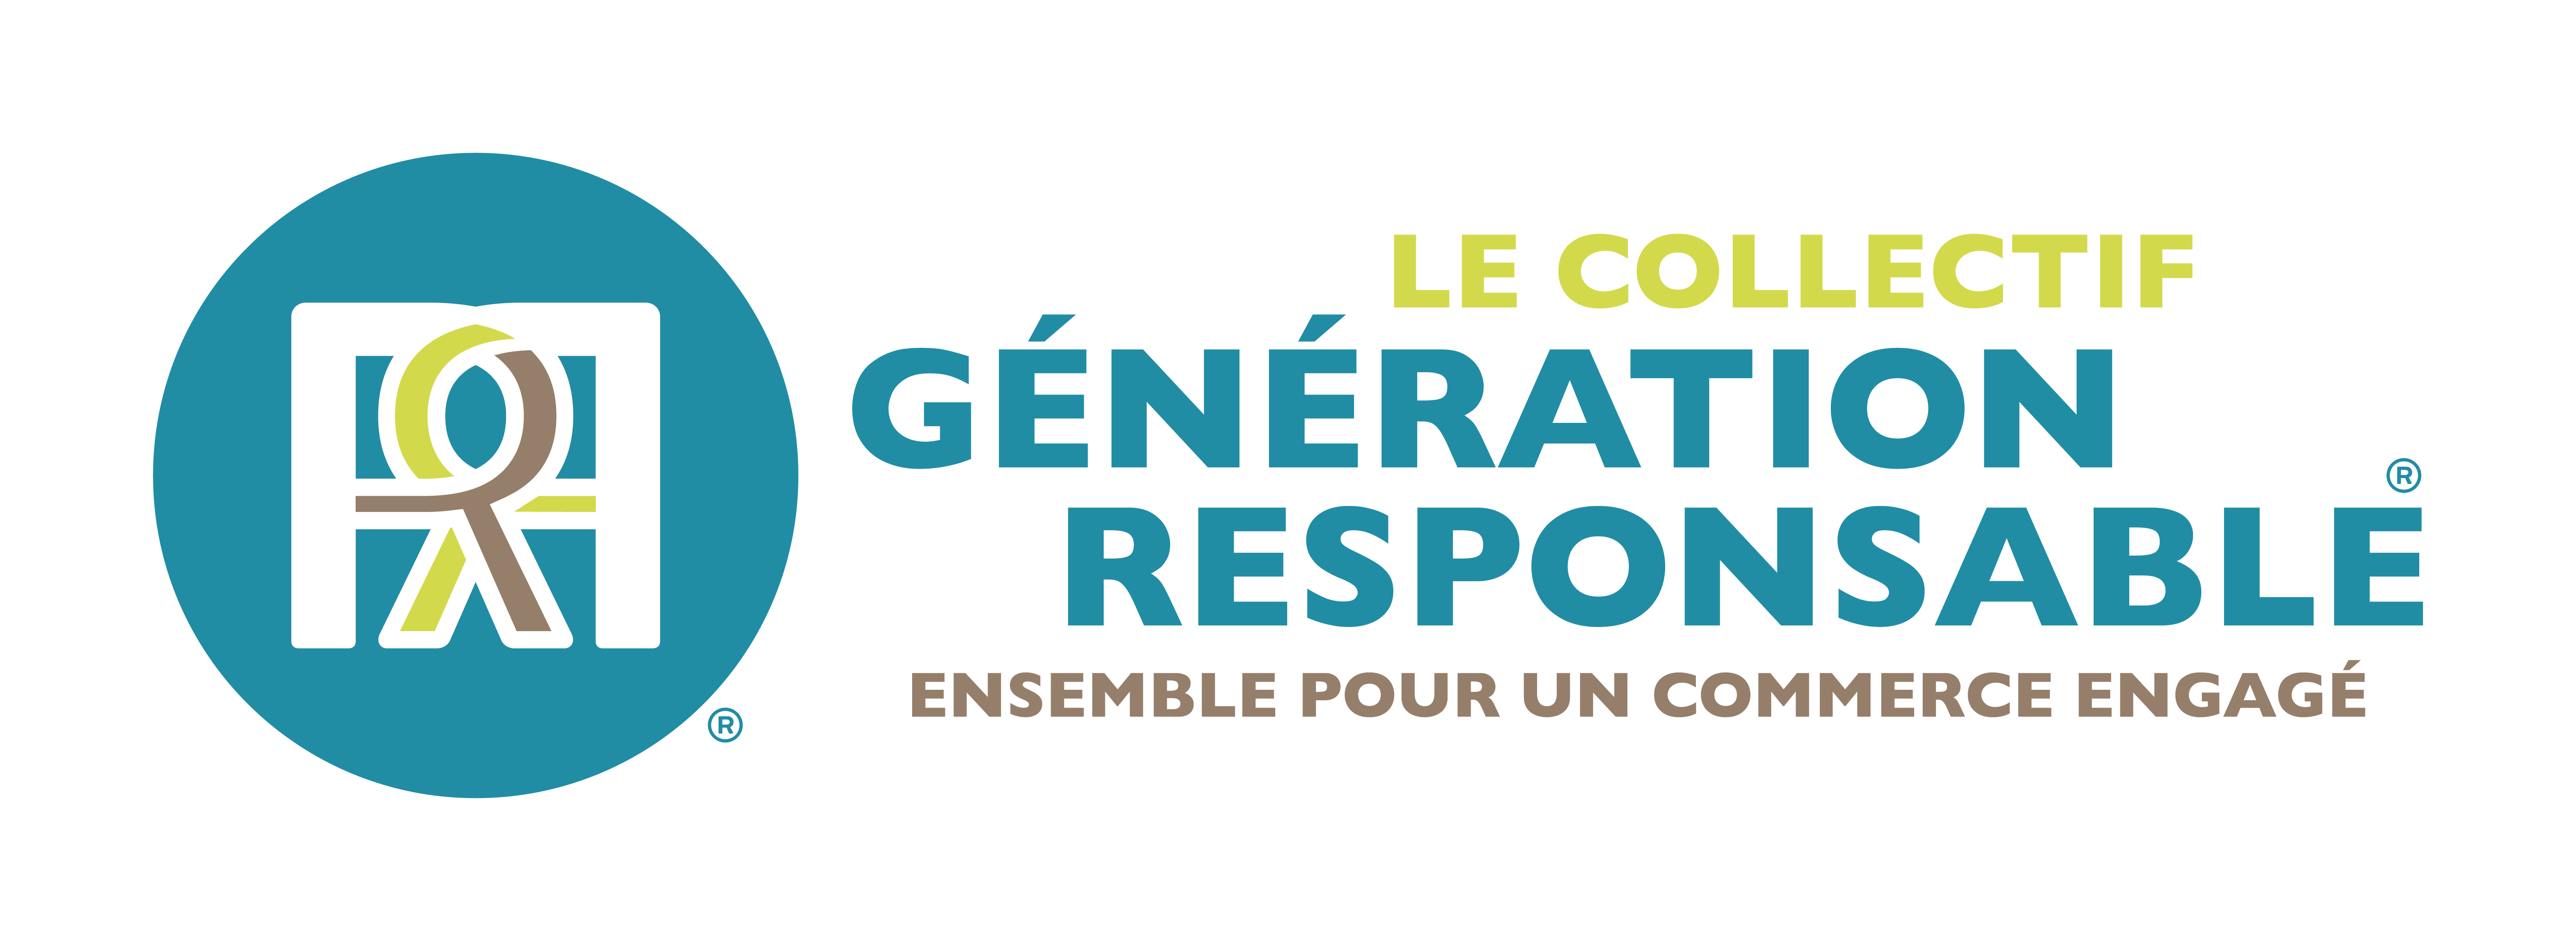 LE COLLECTIF
GÉNÉRATION
RESPONSABLE®
ENSEMBLE POUR UN COMMERCE ENGAGÉ
®